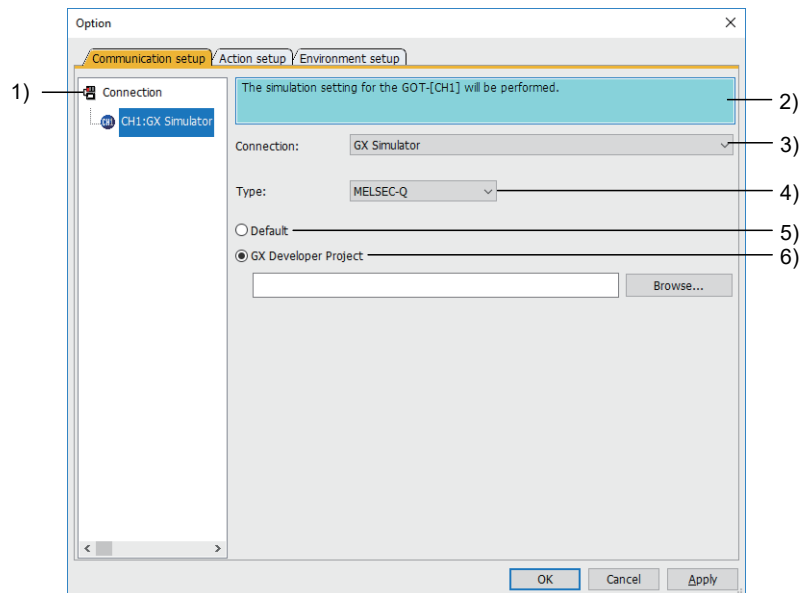 Option
Communication setup Action setup Environment setup
1)
Connection
CH1 CH1:GX Simulator
The simulation setting for the GOT-[CH1] will be performed.
2)
Connection: GX Simulator
3)
Type: MELSEC-Q
4)
Default
5)
GX Developer Project
6)
Browse...
OK Cancel Apply